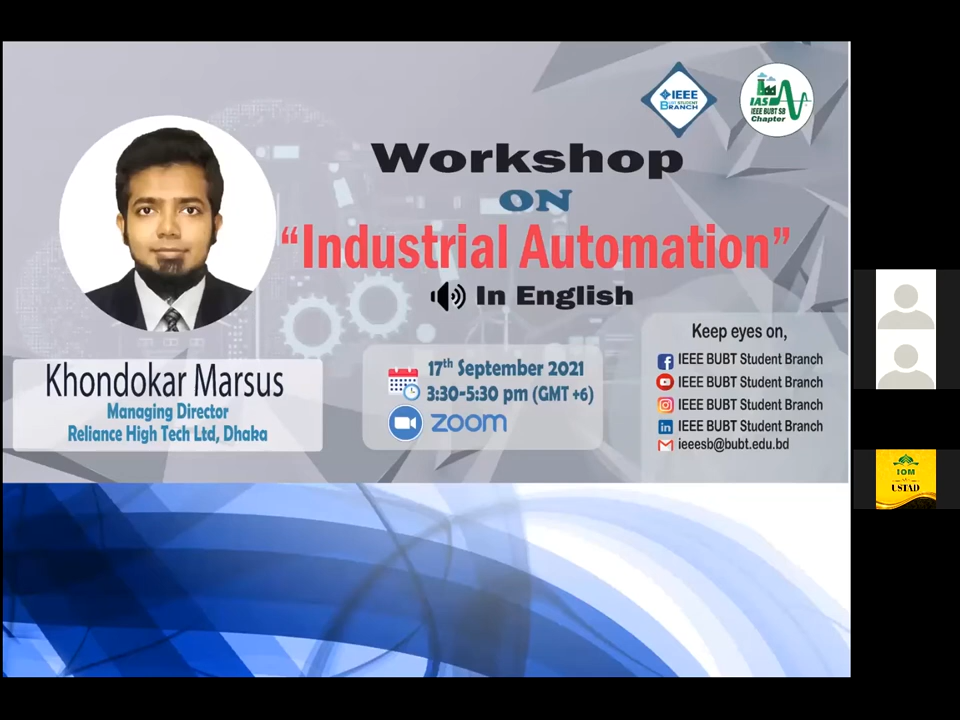 IEEE
BUBT STUDENT
BRANCH
IAS
IEEE BUBT SB
Chapter
Workshop
ON
“Industrial Automation”
In English
Khondokar Marsus
Managing Director
Reliance High Tech Ltd, Dhaka
17th September 2021
3:30-5:30 pm (GMT +6)
zoom
Keep eyes on,
IEEE BUBT Student Branch
IEEE BUBT Student Branch
IEEE BUBT Student Branch
IEEE BUBT Student Branch
ieeesb@bubt.edu.bd
IOM
USTAD